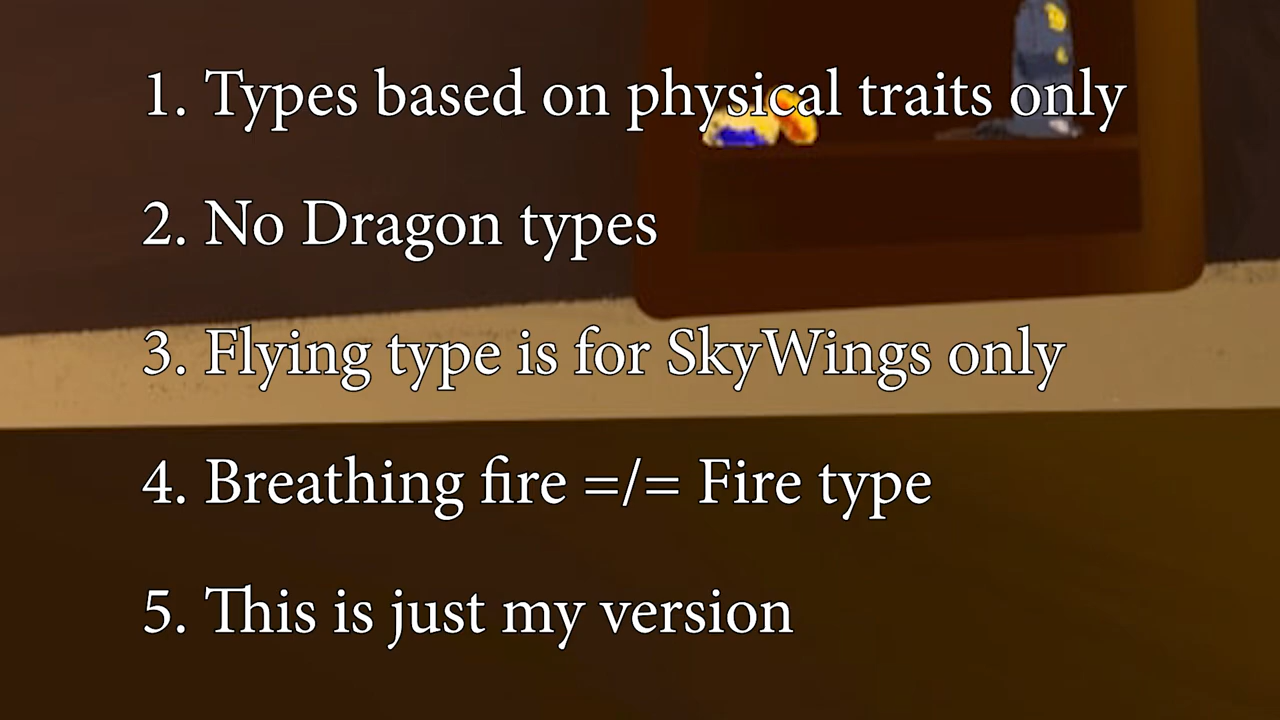 1. Types based on physical traits only
2. No Dragon types
3. Flying type is for SkyWings only
4. Breathing fire =/= Fire type
5. This is just my version